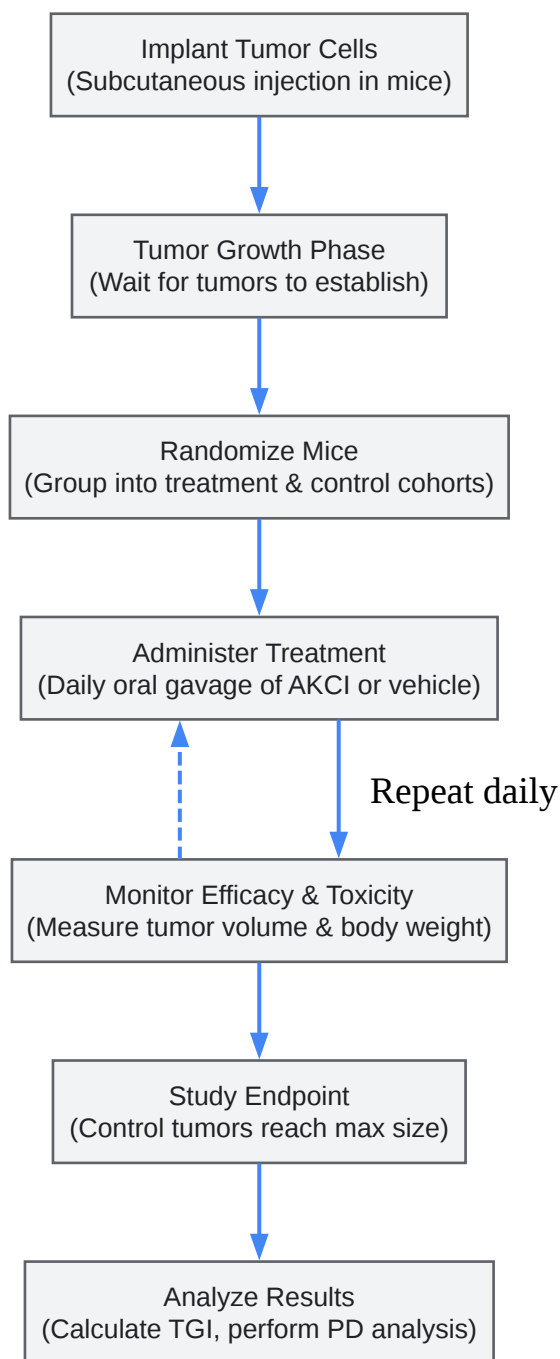 Implant Tumor Cells
(Subcutaneous injection in mice)
Tumor Growth Phase
(Wait for tumors to establish)
Randomize Mice
(Group into treatment & control cohorts)
Administer Treatment
(Daily oral gavage of AKCI or vehicle)
Repeat daily
Monitor Efficacy & Toxicity
(Measure tumor volume & body weight)
Study Endpoint
(Control tumors reach max size)
Analyze Results
(Calculate TGI, perform PD analysis)